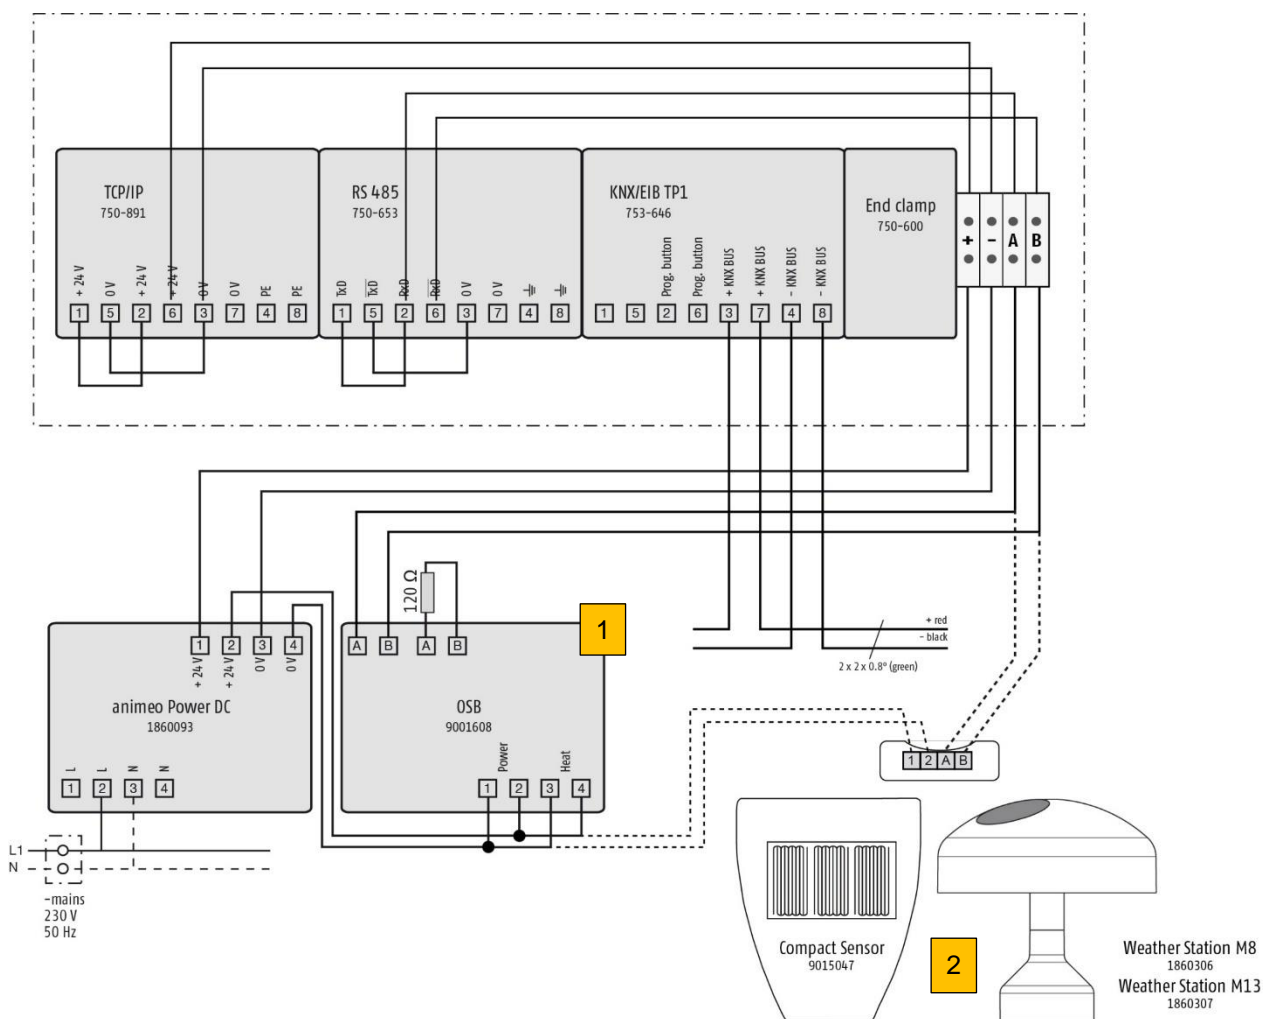 TCP/IP
750-891
RS 485
750-653
KNX/EIB TP1
753-646
End clamp
750-600
+ - A B
+ 24 V
0 V
+ 24 V
+ 24 V
0 V
0 V
PE
PE
1 5 2 6 3 7 4 8
TxD
TxD
RxD
RxD
0 V
0 V
1 5 2 6 3 7 4 8
Prog. button
Prog. button
+ KNX BUS
+ KNX BUS
- KNX BUS
- KNX BUS
1 5 2 6 3 7 4 8
120 Ω
1 2 3 4
+ 24 V
+ 24 V
0 V
0 V
animeo Power DC
1860093
L
L
N
N
1 2 3 4
A B A B
1
OSB
9001608
Power
Heat
1 2 3 4
+ red
- black
2 x 2 x 0.8º (green)
1 2 A B
L1
N
~mains
230 V
50 Hz
Compact Sensor
9015047
2
Weather Station M8
1860306
Weather Station M13
1860307